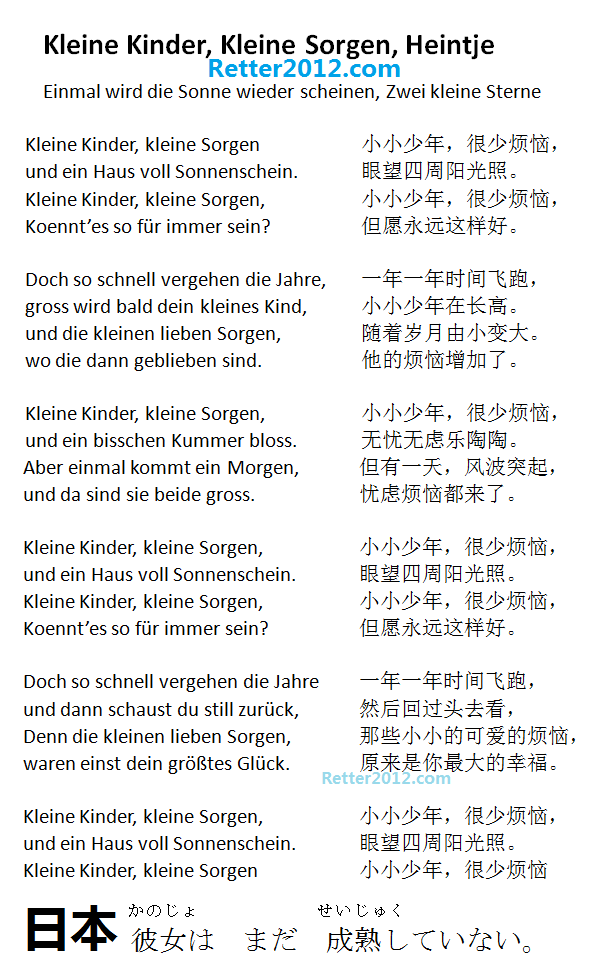 Kleine Kinder, Kleine Sorgen, Heintje
Retter2012.com
Einmal wird die Sonne wieder scheinen, Zwei kleine Sterne
Kleine Kinder, kleine Sorgen 小小少年，很少烦恼，
und ein Haus voll Sonnenschein. 眼望四周阳光照。
Kleine Kinder, kleine Sorgen, 小小少年，很少烦恼，
Koennt’es so für immer sein? 但愿永远这样好。
Doch so schnell vergehen die Jahre, 一年一年时间飞跑，
gross wird bald dein kleines Kind, 小小少年在长高。
und die kleinen lieben Sorgen, 随着岁月由小变大。
wo die dann geblieben sind. 他的烦恼增加了。
Kleine Kinder, kleine Sorgen, 小小少年，很少烦恼，
und ein bisschen Kummer bloss. 无忧无虑乐陶陶。
Aber einmal kommt ein Morgen, 但有一天，风波突起，
und da sind sie beide gross. 忧虑烦恼都来了。
Kleine Kinder, kleine Sorgen, 小小少年，很少烦恼，
und ein Haus voll Sonnenschein. 眼望四周阳光照。
Kleine Kinder, kleine Sorgen, 小小少年，很少烦恼，
Koennt’es so für immer sein? 但愿永远这样好。
Doch so schnell vergehen die Jahre 一年一年时间飞跑，
und dann schaust du still zurück, 然后回过头去看，
Denn die kleinen lieben Sorgen, 那些小小的可爱的烦恼，
waren einst dein größtes Glück. 原来是你最大的幸福。
Retter2012.com
Kleine Kinder, kleine Sorgen, 小小少年，很少烦恼，
und ein Haus voll Sonnenschein. 眼望四周阳光照。
Kleine Kinder, kleine Sorgen 小小少年，很少烦恼
かのじょ せいじゅく
日本 彼女は まだ 成熟していない。